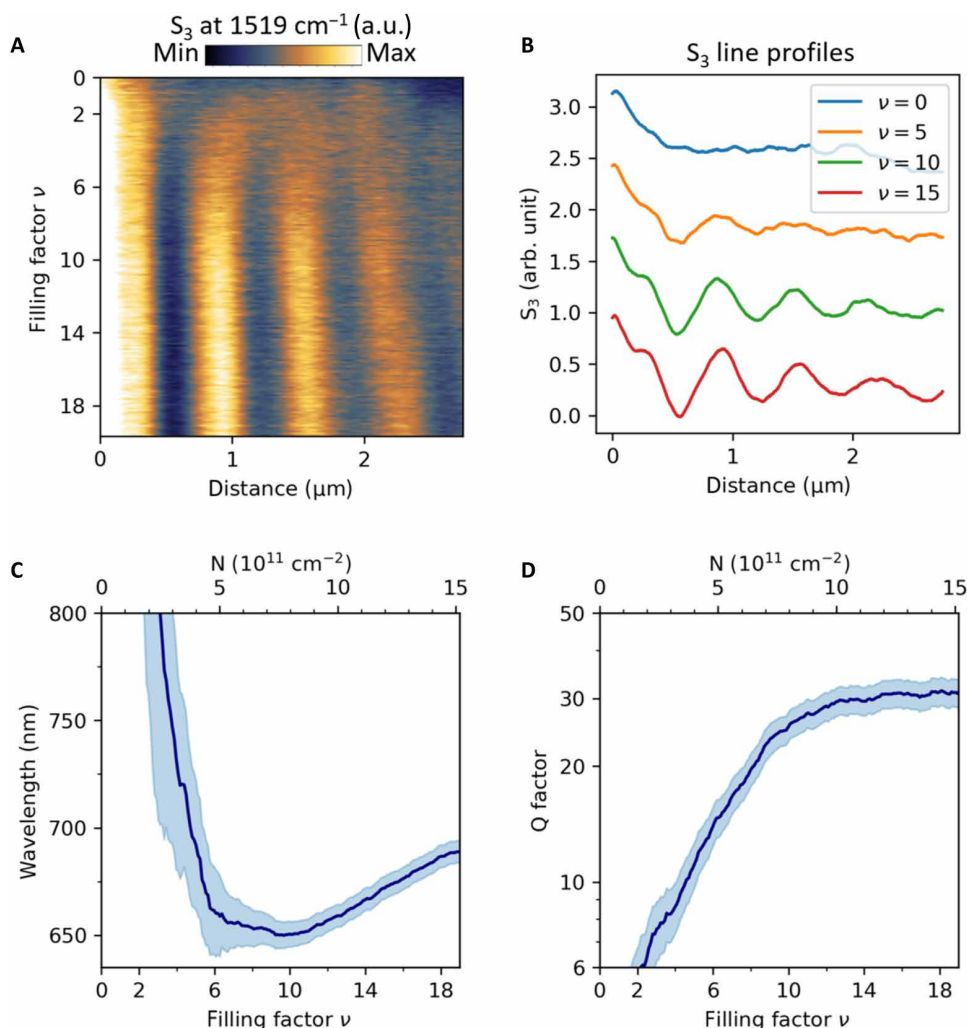 A
S₃ at 1519 cm⁻¹ (a.u.)
Min Max
0
2
6
10
14
18
Filling factor ν
0 1 2
Distance (μm)
B
S₃ line profiles
ν = 0
ν = 5
ν = 10
ν = 15
3.0
2.5
2.0
1.5
1.0
0.5
0.0
S₃ (arb. unit)
0 1 2
Distance (μm)
C
N (10¹¹ cm⁻²)
0 5 10 15
800
750
700
650
Wavelength (nm)
0 2 6 10 14 18
Filling factor ν
D
N (10¹¹ cm⁻²)
0 5 10 15
50
30
20
10
6
Q factor
0 2 6 10 14 18
Filling factor ν